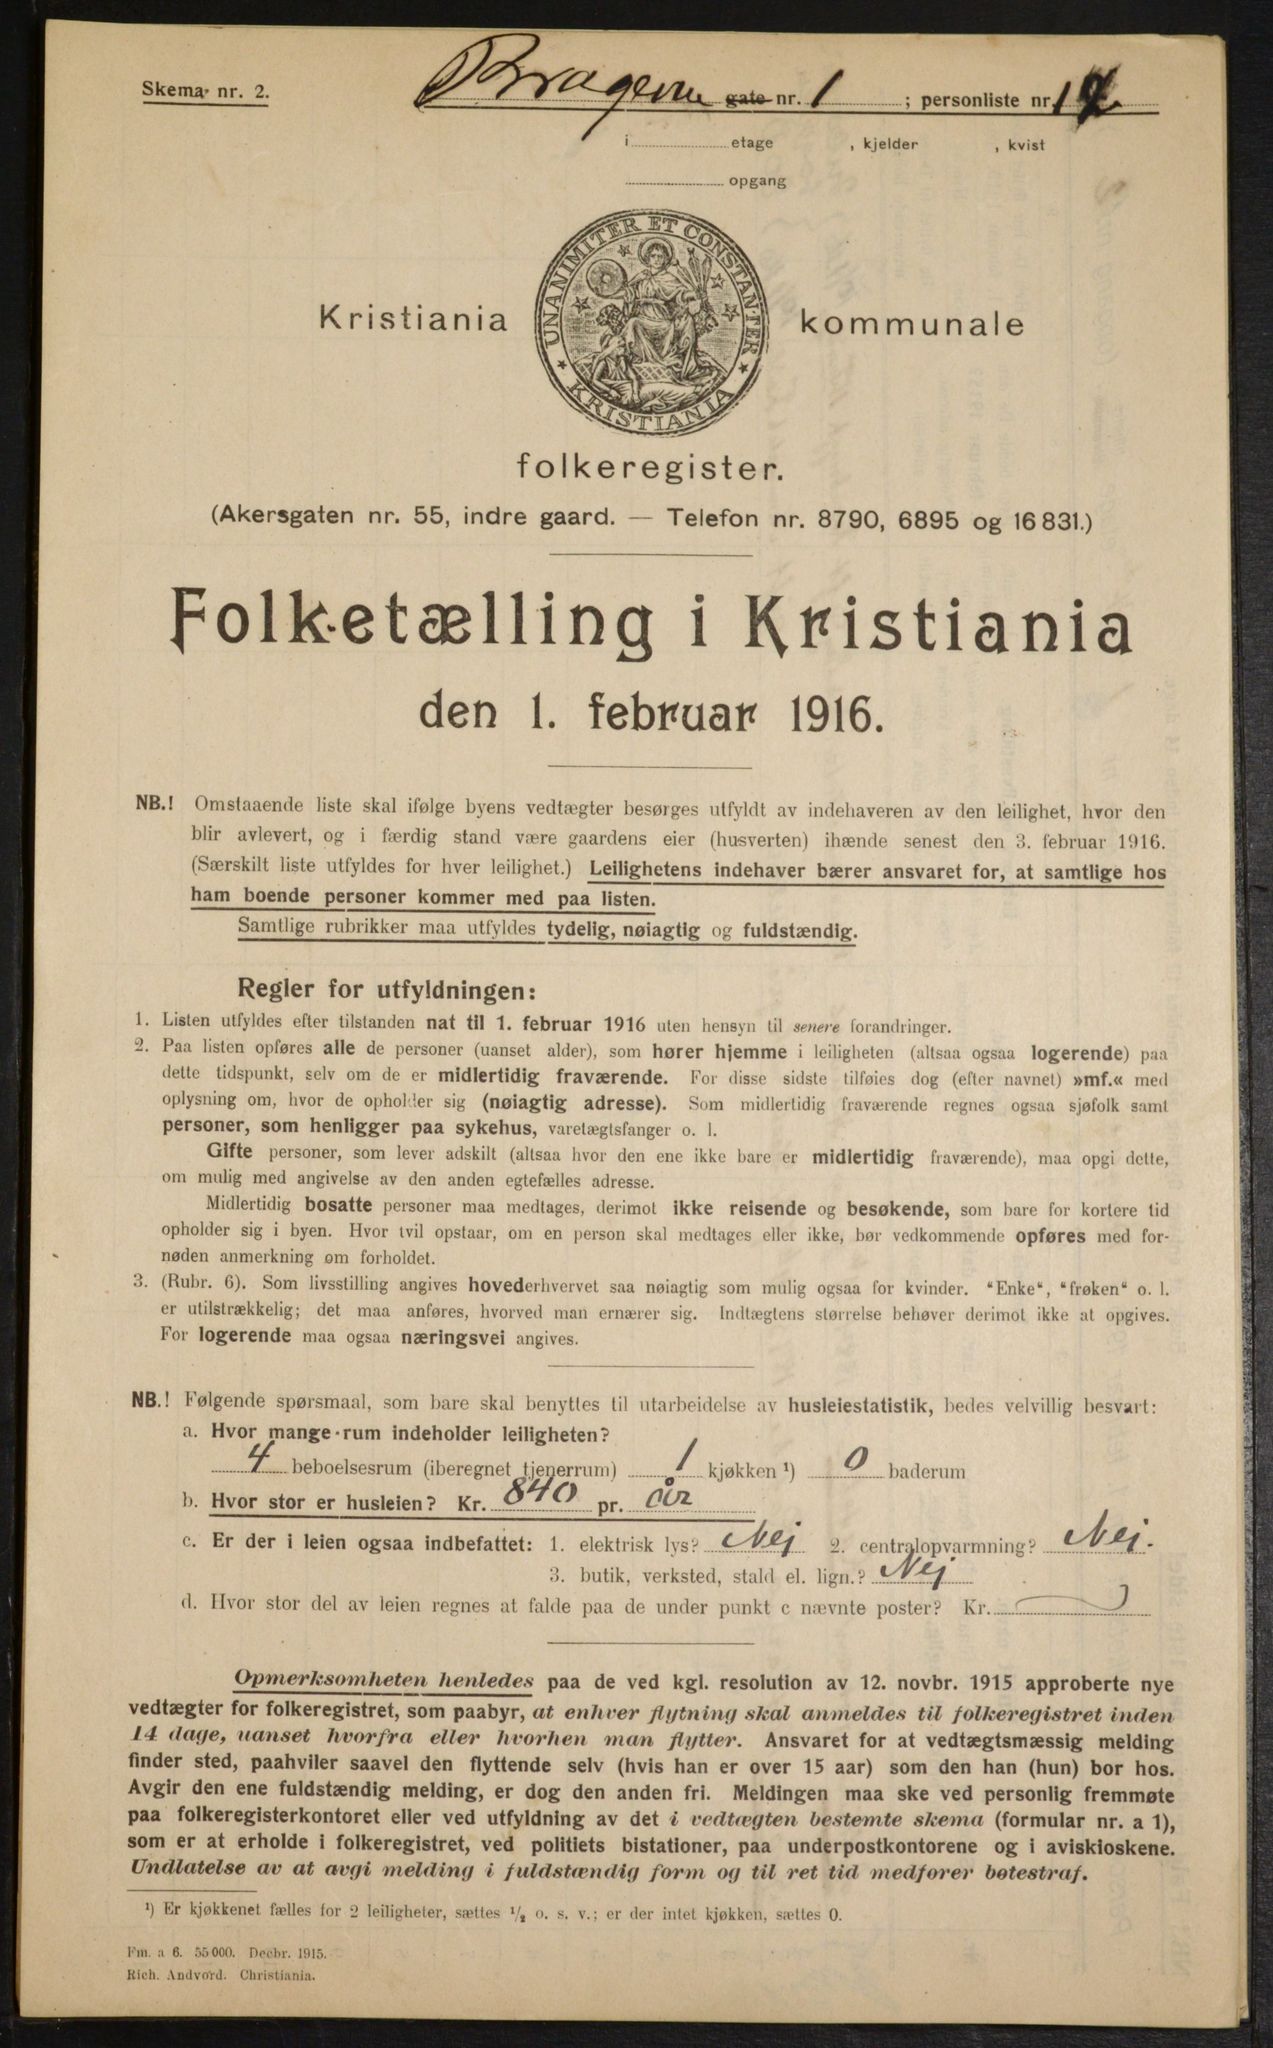 Skema nr. 2.
gate nr. 1 ; personliste nr. 1
i etage , kjelder , kvist
opgang
UNANIMITER ET CONSTANTER
KRISTIANIA
Kristiania kommunale
folkeregister.
(Akersgaten nr. 55, indre gaard. — Telefon nr. 8790, 6895 og 16 831.)
Folketælling i Kristiania
den 1. februar 1916.
NB.! Omstaaende liste skal ifølge byens vedtægter besørges utfyldt av indehaveren av den leilighet, hvor den
blir avlevert, og i færdig stand være gaardens eier (husverten) ihænde senest den 3. februar 1916.
(Særskilt liste utfyldes for hver leilighet.) Leilighetens indehaver bærer ansvaret for, at samtlige hos
ham boende personer kommer med paa listen.
Samtlige rubrikker maa utfyldes tydelig, nøiagtig og fuldstændig.
Regler for utfyldningen:
1. Listen utfyldes efter tilstanden nat til 1. februar 1916 uten hensyn til senere forandringer.
2. Paa listen opføres alle de personer (uanset alder), som hører hjemme i leiligheten (altsaa ogsaa logerende) paa
dette tidspunkt, selv om de er midlertidig fraværende. For disse sidste tilføies dog (efter navnet) »mf.« med
oplysning om, hvor de opholder sig (nøiagtig adresse). Som midlertidig fraværende regnes ogsaa sjøfolk samt
personer, som henligger paa sykehus, varetægtsfanger o. l.
Gifte personer, som lever adskilt (altsaa hvor den ene ikke bare er midlertidig fraværende), maa opgi dette,
om mulig med angivelse av den anden egtefælles adresse.
Midlertidig bosatte personer maa medtages, derimot ikke reisende og besøkende, som bare for kortere tid
opholder sig i byen. Hvor tvil opstaar, om en person skal medtages eller ikke, bør vedkommende opføres med for-
nøden anmerkning om forholdet.
3. (Rubr. 6). Som livsstilling angives hovederhvervet saa nøiagtig som mulig ogsaa for kvinder. “Enke“, “frøken“ o. l.
er utilstrækkelig; det maa anføres, hvorved man ernærer sig. Indtægtens størrelse behøver derimot ikke at opgives.
For logerende maa ogsaa næringsvei angives.
NB.! Følgende spørsmaal, som bare skal benyttes til utarbeidelse av husleiestatistik, bedes velvillig besvart:
a. Hvor mange rum indeholder leiligheten?
4 beboelsesrum (iberegnet tjenerrum) 1 kjøkken ¹) 0 baderum
b. Hvor stor er husleien? Kr. 840 pr. år
c. Er der i leien ogsaa indbefattet: 1. elektrisk lys? Nej 2. centralopvarmning? Nej.
3. butik, verksted, stald el. lign.? Nej
d. Hvor stor del av leien regnes at falde paa de under punkt c nævnte poster? Kr.
Opmerksomheten henledes paa de ved kgl. resolution av 12. novbr. 1915 approberte nye
vedtægter for folkeregistret, som paabyr, at enhver flytning skal anmeldes til folkeregistret inden
14 dage, uanset hvorfra eller hvorhen man flytter. Ansvaret for at vedtægtsmæssig melding
finder sted, paahviler saavel den flyttende selv (hvis han er over 15 aar) som den han (hun) bor hos.
Avgir den ene fuldstændig melding, er dog den anden fri. Meldingen maa ske ved personlig fremmøte
paa folkeregisterkontoret eller ved utfyldning av det i vedtægten bestemte skema (formular nr. a 1),
som er at erholde i folkeregistret, ved politiets bistationer, paa underpostkontorene og i aviskioskene.
Undlatelse av at avgi melding i fuldstændig form og til ret tid medfører bøtestraf.
¹) Er kjøkkenet fælles for 2 leiligheter, sættes ½ o. s. v.; er der intet kjøkken, sættes 0.
Fm. a 6. 55 000. Decbr. 1915.
Rich. Andvord. Christiania.